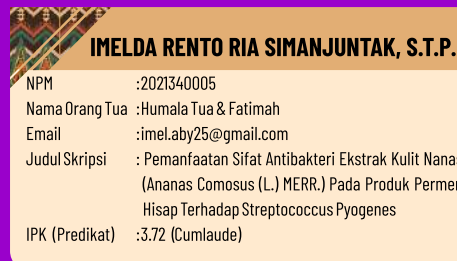 IMELDA RENTO RIA SIMANJUNTAK, S.T.P.
NPM :2021340005
Nama Orang Tua :Humala Tua & Fatimah
Email :imel.aby25@gmail.com
Judul Skripsi : Pemanfaatan Sifat Antibakteri Ekstrak Kulit Nanas
(Ananas Comosus (L.) MERR.) Pada Produk Permen
Hisap Terhadap Streptococcus Pyogenes
IPK (Predikat) :3.72 (Cumlaude)